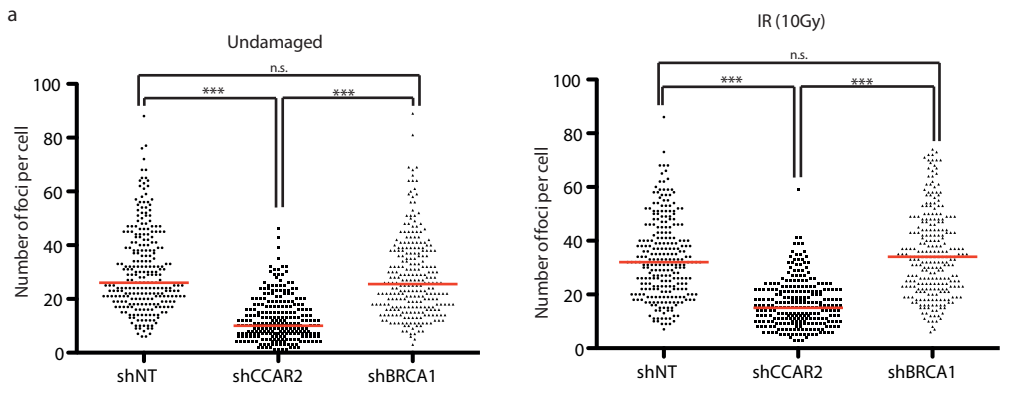 a
Undamaged
n.s.
***
***
Number of foci per cell
100
80
60
40
20
0
shNT
shCCAR2
shBRCA1
IR (10Gy)
n.s.
***
***
Number of foci per cell
100
80
60
40
20
0
shNT
shCCAR2
shBRCA1